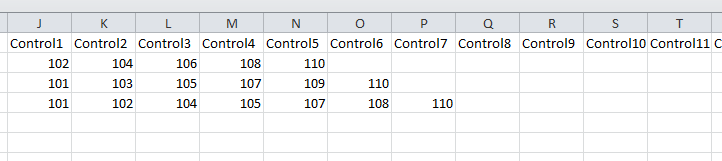 J K L M N O P Q R S T
Control1 Control2 Control3 Control4 Control5 Control6 Control7 Control8 Control9 Control10 Control11 C
102 104 106 108 110
101 103 105 107 109 110
101 102 104 105 107 108 110